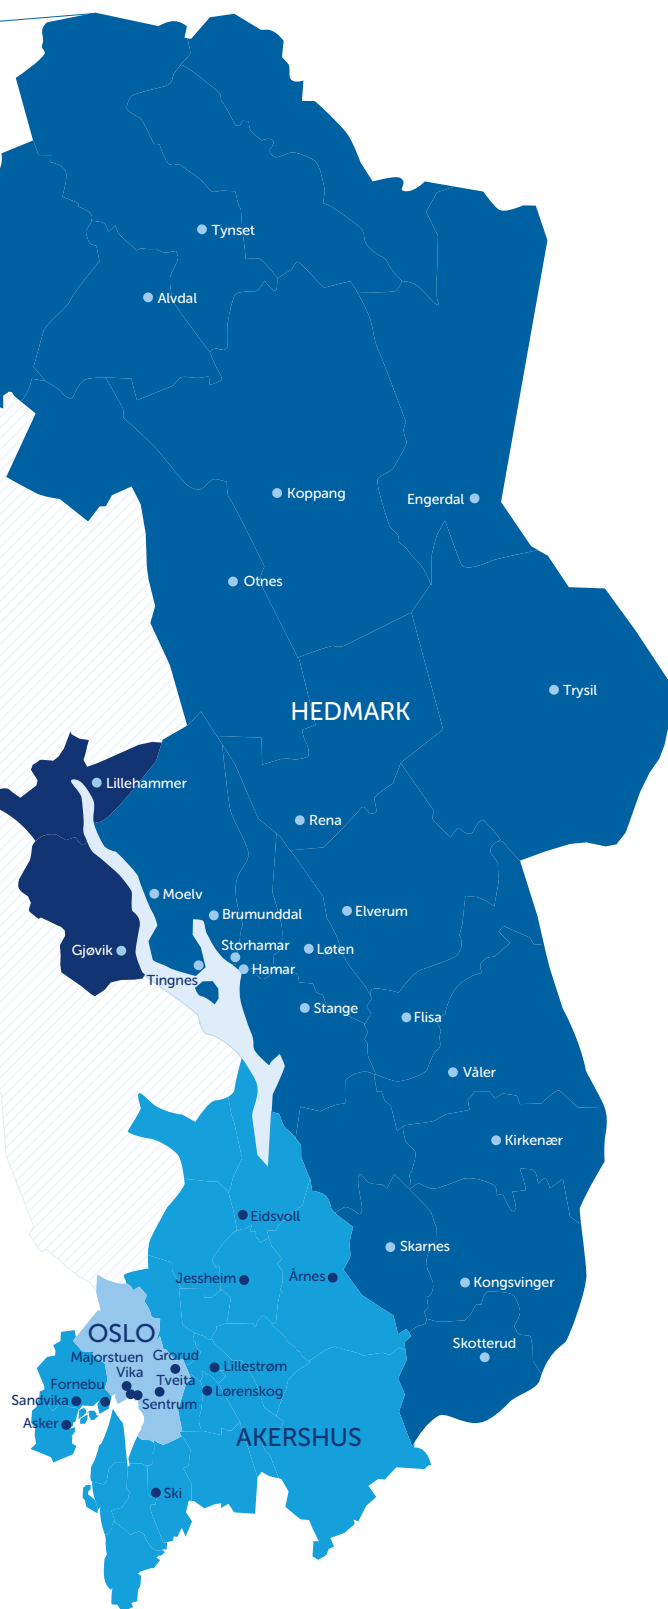 Tynset
Alvdal
Koppang
Engerdal
Otnes
Trysil
HEDMARK
Lillehammer
Rena
Moelv
Brumunddal
Elverum
Storhamar
Løten
Gjøvik
Hamar
Tingnes
Stange
Flisa
Våler
Kirkenær
Eidsvoll
Skarnes
Jessheim
Årnes
Kongsvinger
OSLO
Skotterud
Majorstuen
Grorud
Vika
Lillestrøm
Fornebu
Tveita
Lørenskog
Sandvika
Sentrum
Asker
AKERSHUS
Ski